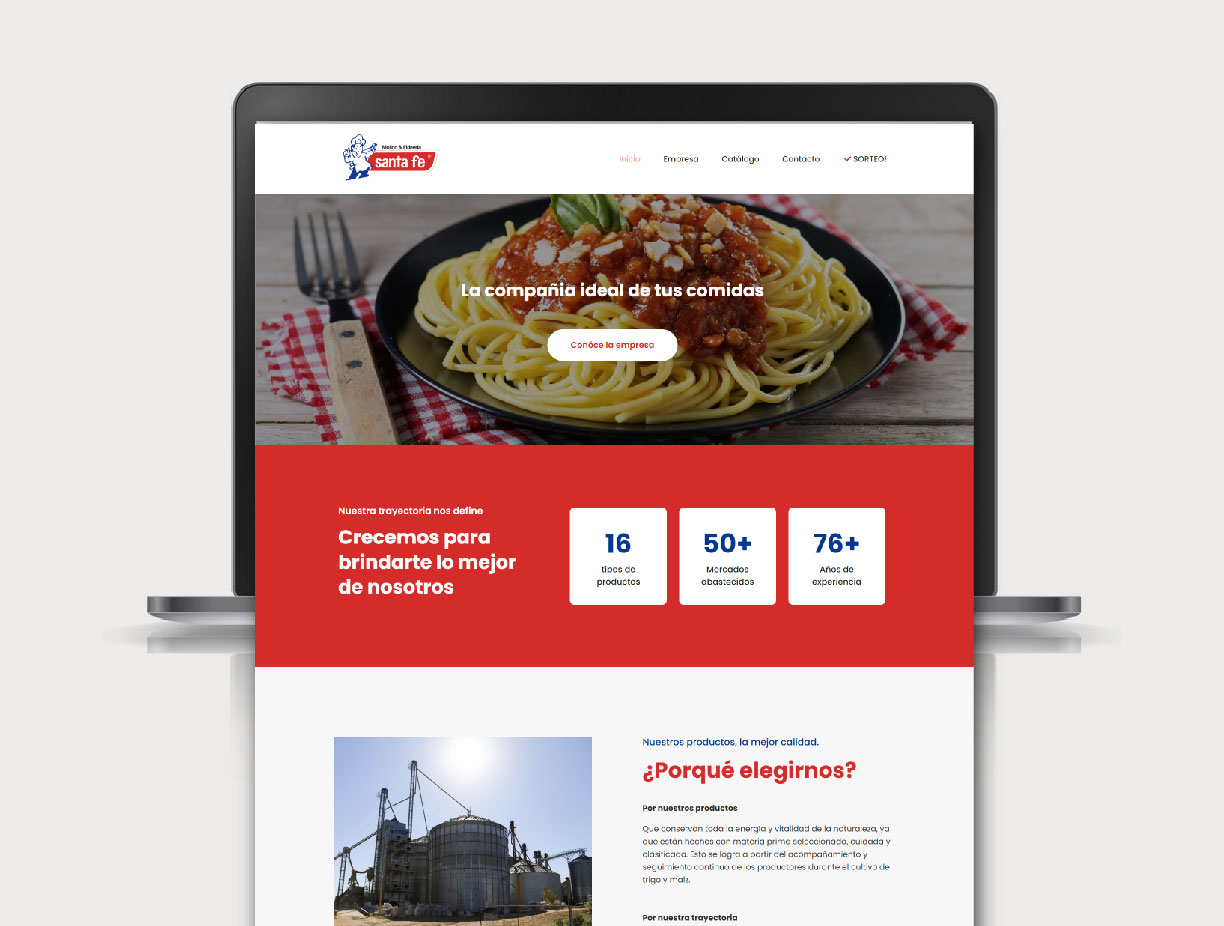 Molino & Fideería
santa fe
Inicio
Empresa
Catálogo
Contacto
SORTEO!
La compañia ideal de tus comidas
Conóce la empresa
Nuestra trayectoria nos define
Crecemos para
brindarte lo mejor
de nosotros
16
tipos de
productos
50+
Mercados
abastecidos
76+
Años de
experiencia
Nuestros productos, la mejor calidad.
¿Porqué elegirnos?
Por nuestros productos
Que conservan toda la energía y vitalidad de la naturaleza, ya
que están hechos con materia prima seleccionada, cuidada y
clasificada. Esto se logra a partir del acompañamiento y
seguimiento continuo de los productores durante el cultivo de
trigo y maíz.
Por nuestra trayectoria